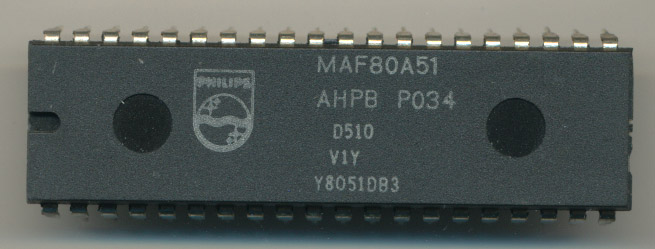 PHILIPS
MAF80A51
AHPB P034
D510
V1Y
Y8051DB3